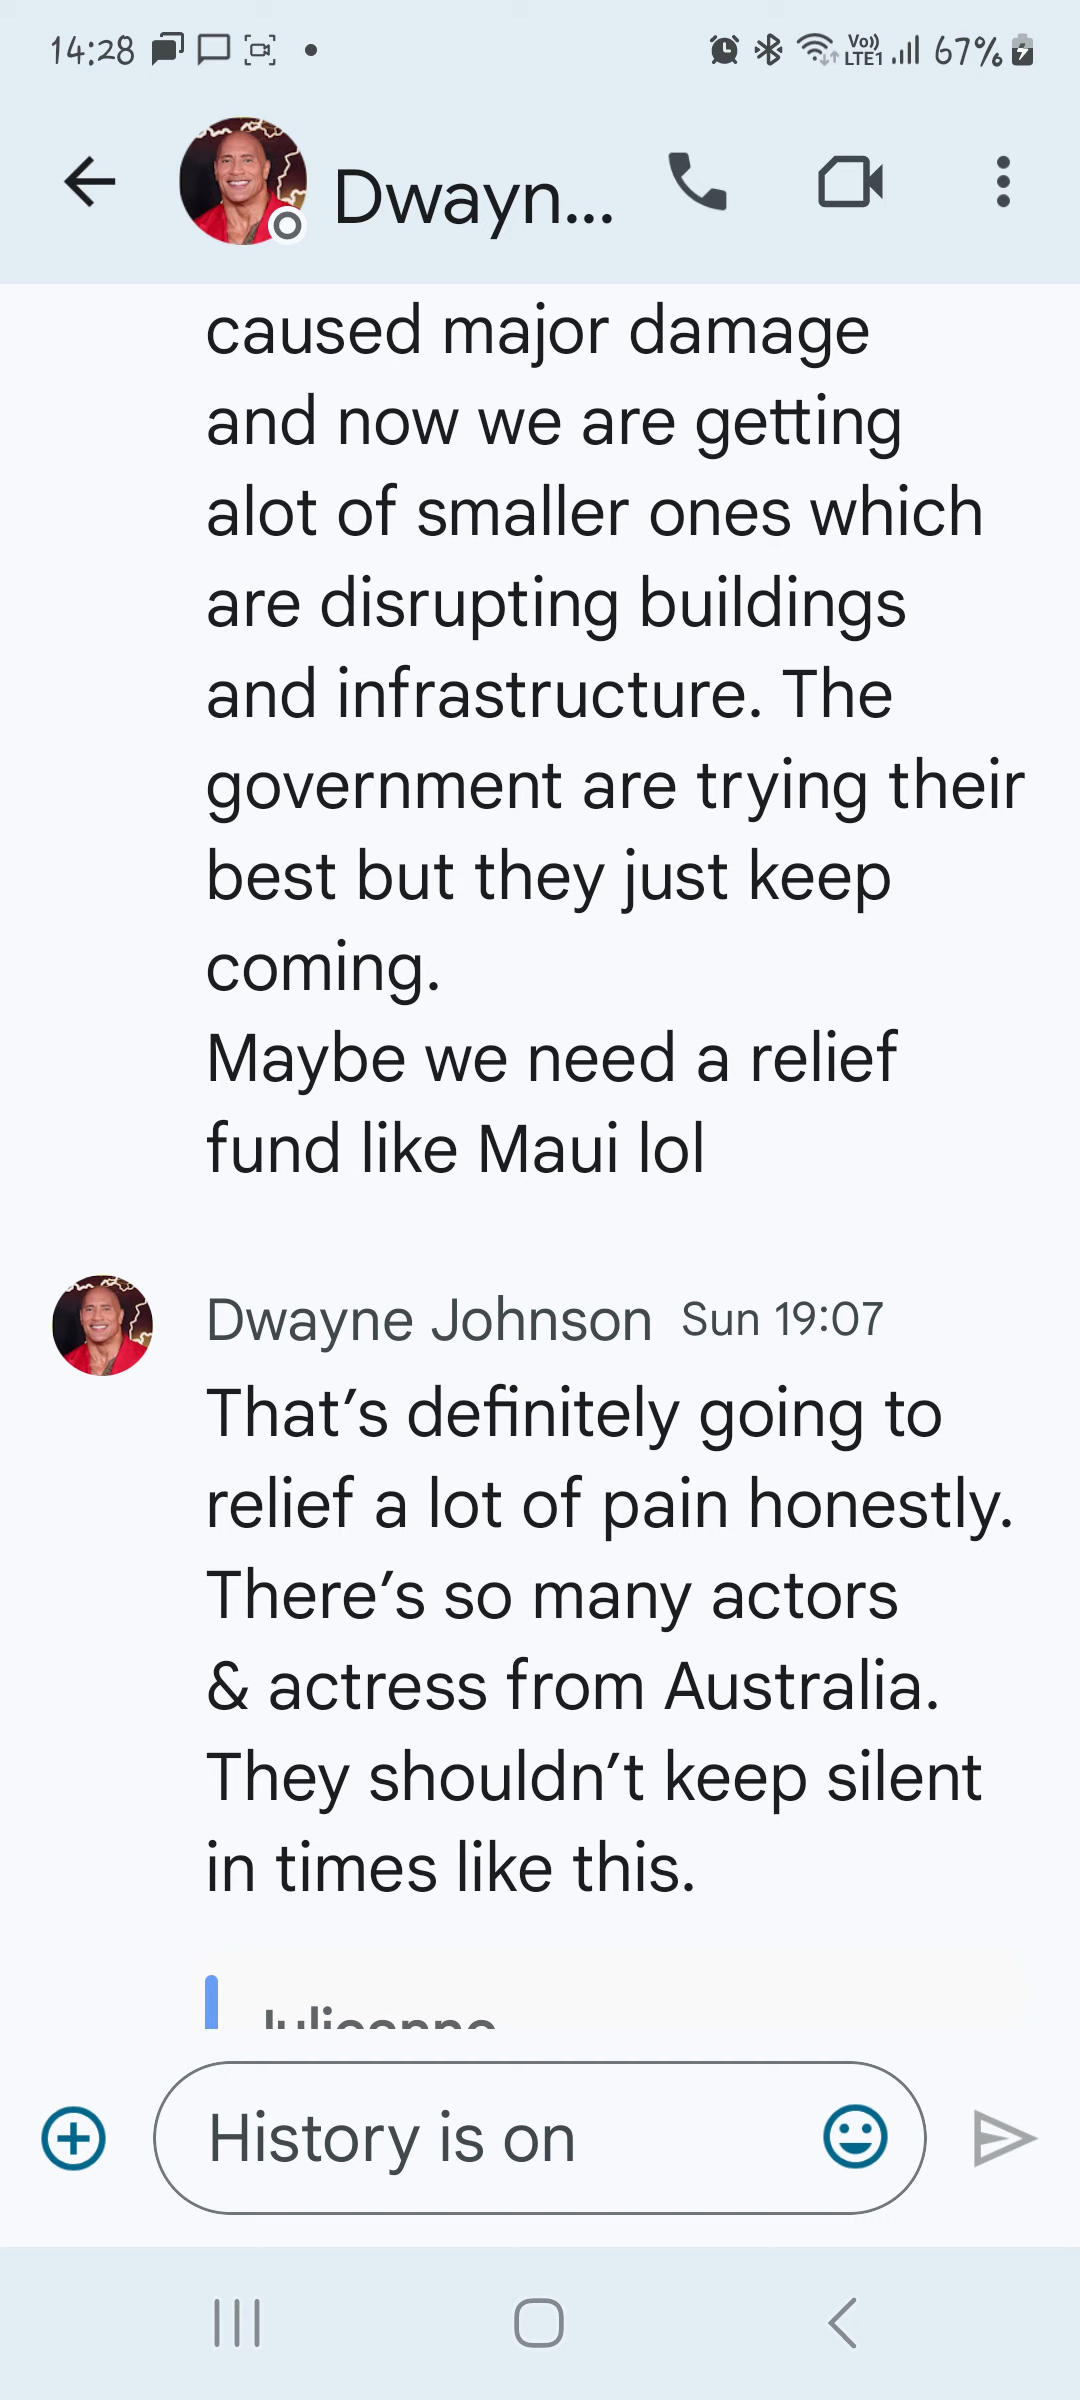 14:28 Vo)) LTE1 67%
Dwayn...
caused major damage
and now we are getting
alot of smaller ones which
are disrupting buildings
and infrastructure. The
government are trying their
best but they just keep
coming.
Maybe we need a relief
fund like Maui lol
Dwayne Johnson Sun 19:07
That’s definitely going to
relief a lot of pain honestly.
There’s so many actors
& actress from Australia.
They shouldn’t keep silent
in times like this.
History is on